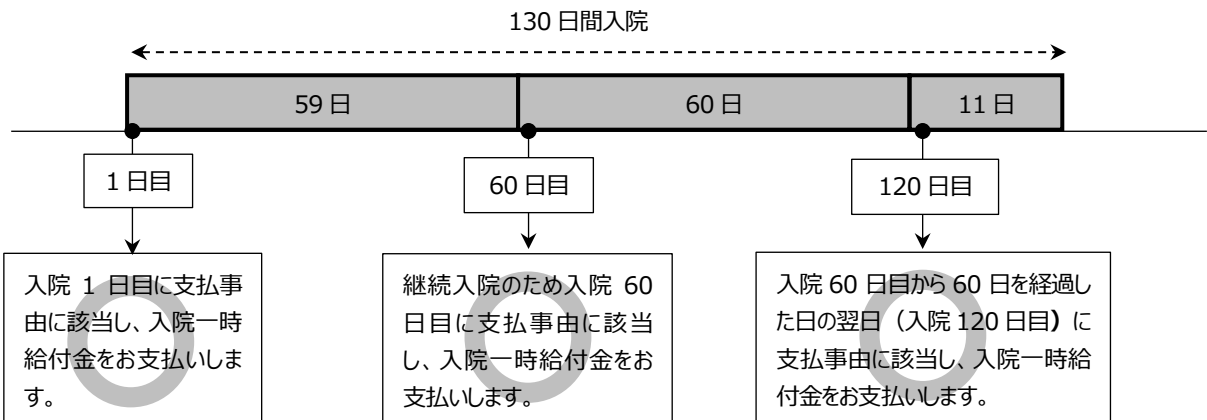 130 日間入院
59 日
60 日
11 日
1 日目
60 日目
120 日目
入院 1 日目に支払事
由に該当し、入院一時
給付金をお支払いしま
す。
継続入院のため入院 60
日目に支払事由に該当
し、入院一時給付金をお
支払いします。
入院 60 日目から 60 日を経過し
た日の翌日（入院 120 日目）に
支払事由に該当し、入院一時給
付金をお支払いします。